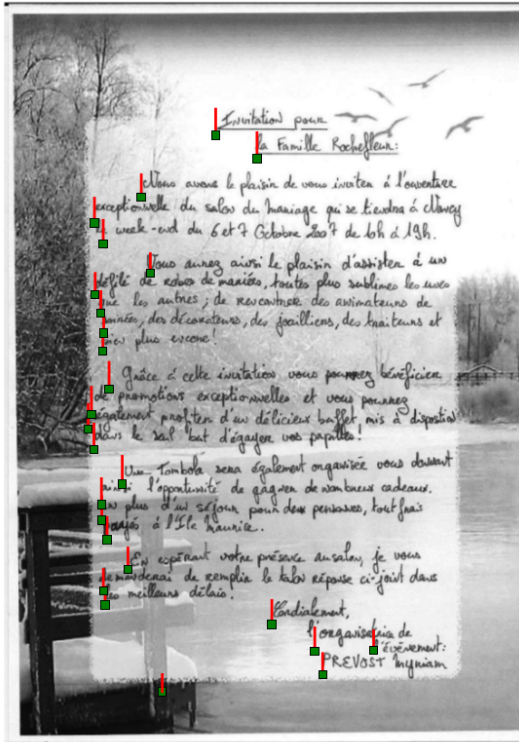 Invitation pour
la Famille Rochefleur:
Nous avons le plaisir de vous inviter à l'ouverture
exceptionnelle du salon du mariage qui se tiendra à Nancy
le week-end du 6 et 7 Octobre 2007 de 10h à 19h.
Vous aurez ainsi le plaisir d'assister à un
défilé de robes de mariées, toutes plus sublimes les unes
que les autres; de rencontrer des animateurs de
soirées, des décorateurs, des joailliers, des traiteurs et
bien plus encore!
Grâce à cette invitation vous pourrez bénéficier
de promotions exceptionnelles et vous pourrez
également profiter d'un délicieux buffet mis à disposition
dans le seul but d'égayer vos papilles!
Une Tombola sera également organisée vous donnant
ainsi l'opportunité de gagner de nombreux cadeaux.
En plus d'un séjour pour deux personnes, tout frais
payés à l'Île maurice.
En espérant votre présence au salon, je vous
demanderai de remplir le talon réponse ci-joint dans
les meilleurs délais.
Cordialement,
l'organisatrice de
l'événement:
PREVOST Myriam